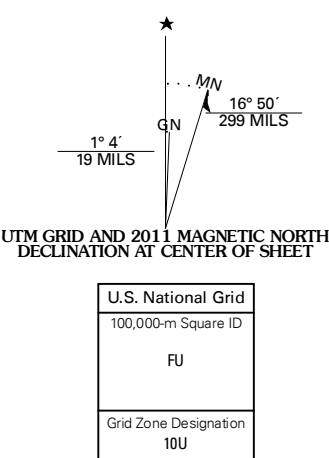 ★
MN
GN
16° 50´
299 MILS
1° 4´
19 MILS
UTM GRID AND 2011 MAGNETIC NORTH
DECLINATION AT CENTER OF SHEET
U.S. National Grid
100,000-m Square ID
FU
Grid Zone Designation
10U